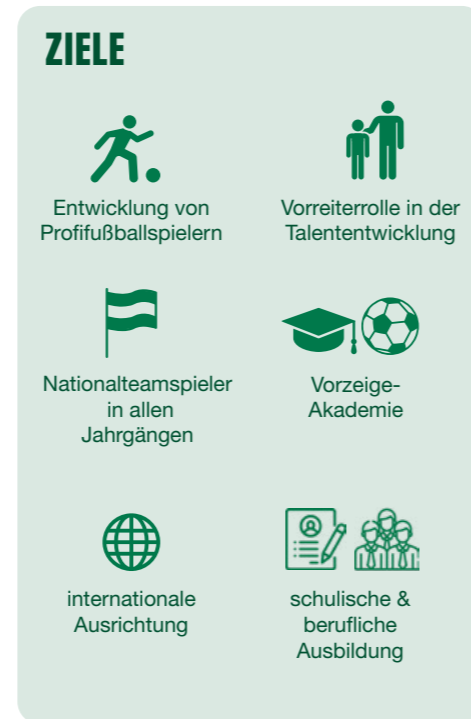 ZIELE
Entwicklung von
Profifußballspielern
Vorreiterrolle in der
Talententwicklung
Nationalteamspieler
in allen
Jahrgängen
Vorzeige-
Akademie
internationale
Ausrichtung
schulische &
berufliche
Ausbildung